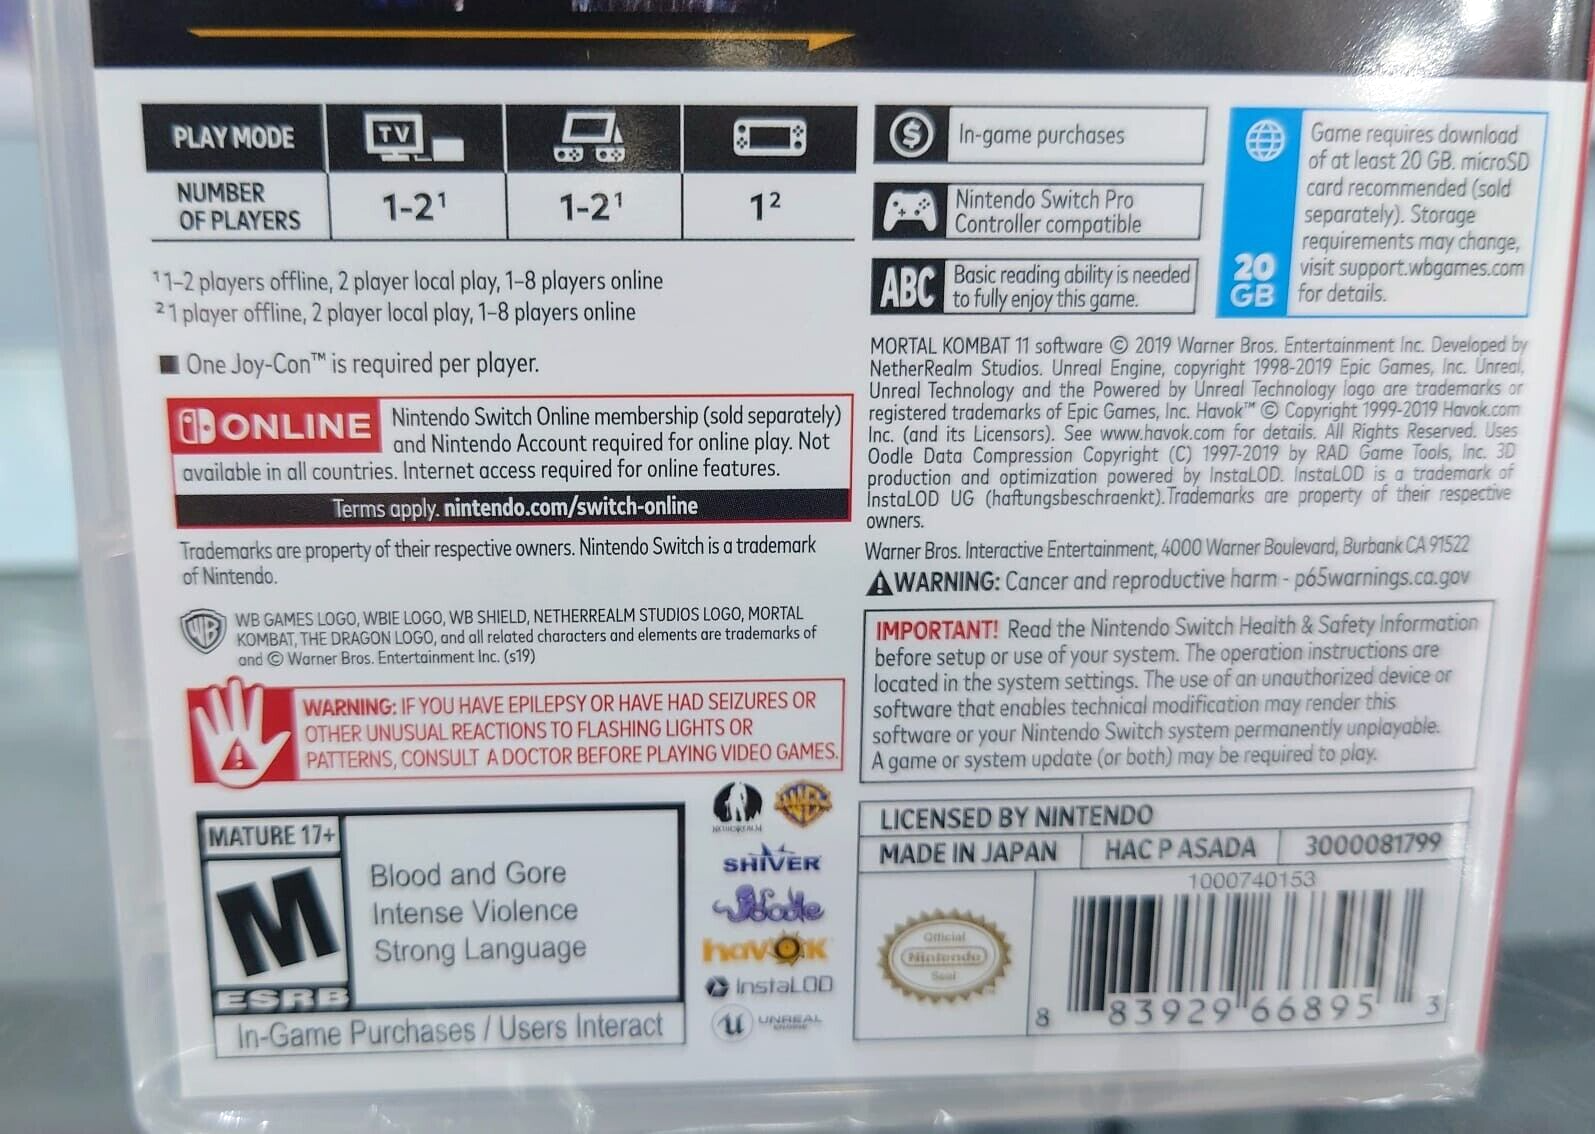 PLAY MODE
TV
NUMBER
OF PLAYERS
1-2¹
1-2¹
1²
¹1-2 players offline, 2 player local play, 1-8 players online
²1 player offline, 2 player local play, 1-8 players online
■ One Joy-Con™ is required per player.
ONLINE
Nintendo Switch Online membership (sold separately)
and Nintendo Account required for online play. Not
available in all countries. Internet access required for online features.
Terms apply. nintendo.com/switch-online
Trademarks are property of their respective owners. Nintendo Switch is a trademark
of Nintendo.
WB
WB GAMES LOGO, WBIE LOGO, WB SHIELD, NETHERREALM STUDIOS LOGO, MORTAL
KOMBAT, THE DRAGON LOGO, and all related characters and elements are trademarks of
and © Warner Bros. Entertainment Inc. (s19)
WARNING: IF YOU HAVE EPILEPSY OR HAVE HAD SEIZURES OR
OTHER UNUSUAL REACTIONS TO FLASHING LIGHTS OR
PATTERNS, CONSULT A DOCTOR BEFORE PLAYING VIDEO GAMES.
MATURE 17+
M
ESRB
Blood and Gore
Intense Violence
Strong Language
In-Game Purchases / Users Interact
NETHERREALM
SHIVER
Oodle
havok
InstaLOD
UNREAL
ENGINE
$
In-game purchases
Nintendo Switch Pro
Controller compatible
ABC
Basic reading ability is needed
to fully enjoy this game.
20
GB
Game requires download
of at least 20 GB. microSD
card recommended (sold
separately). Storage
requirements may change,
visit support.wbgames.com
for details.
MORTAL KOMBAT 11 software © 2019 Warner Bros. Entertainment Inc. Developed by
NetherRealm Studios. Unreal Engine, copyright 1998-2019 Epic Games, Inc. Unreal,
Unreal Technology and the Powered by Unreal Technology logo are trademarks or
registered trademarks of Epic Games, Inc. Havok™ © Copyright 1999-2019 Havok.com
Inc. (and its Licensors). See www.havok.com for details. All Rights Reserved. Uses
Oodle Data Compression Copyright (C) 1997-2019 by RAD Game Tools, Inc. 3D
production and optimization powered by InstaLOD. InstaLOD is a trademark of
InstaLOD UG (haftungsbeschraenkt). Trademarks are property of their respective
owners.
Warner Bros. Interactive Entertainment, 4000 Warner Boulevard, Burbank CA 91522
⚠WARNING: Cancer and reproductive harm - p65warnings.ca.gov
IMPORTANT! Read the Nintendo Switch Health & Safety Information
before setup or use of your system. The operation instructions are
located in the system settings. The use of an unauthorized device or
software that enables technical modification may render this
software or your Nintendo Switch system permanently unplayable.
A game or system update (or both) may be required to play.
LICENSED BY NINTENDO
MADE IN JAPAN
HAC P ASADA
3000081799
1000740153
Official
Nintendo
Seal
8 83929 66895 3